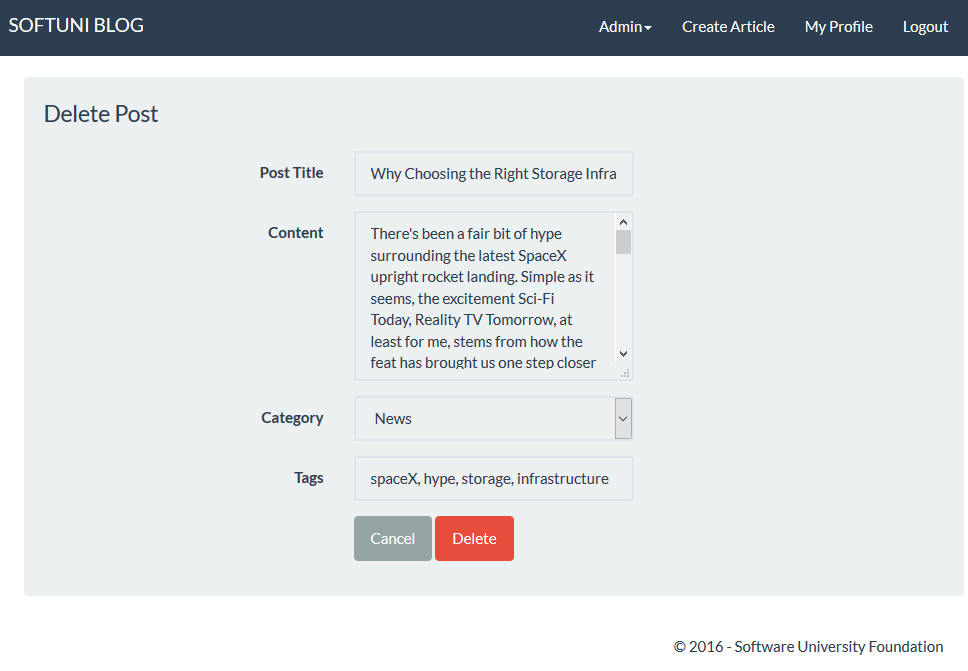 SOFTUNI BLOG
Admin
Create Article
My Profile
Logout
Delete Post
Post Title
Why Choosing the Right Storage Infra
Content
There's been a fair bit of hype
surrounding the latest SpaceX
upright rocket landing. Simple as it
seems, the excitement Sci-Fi
Today, Reality TV Tomorrow, at
least for me, stems from how the
feat has brought us one step closer
Category
News
Tags
spaceX, hype, storage, infrastructure
Cancel
Delete
© 2016 - Software University Foundation